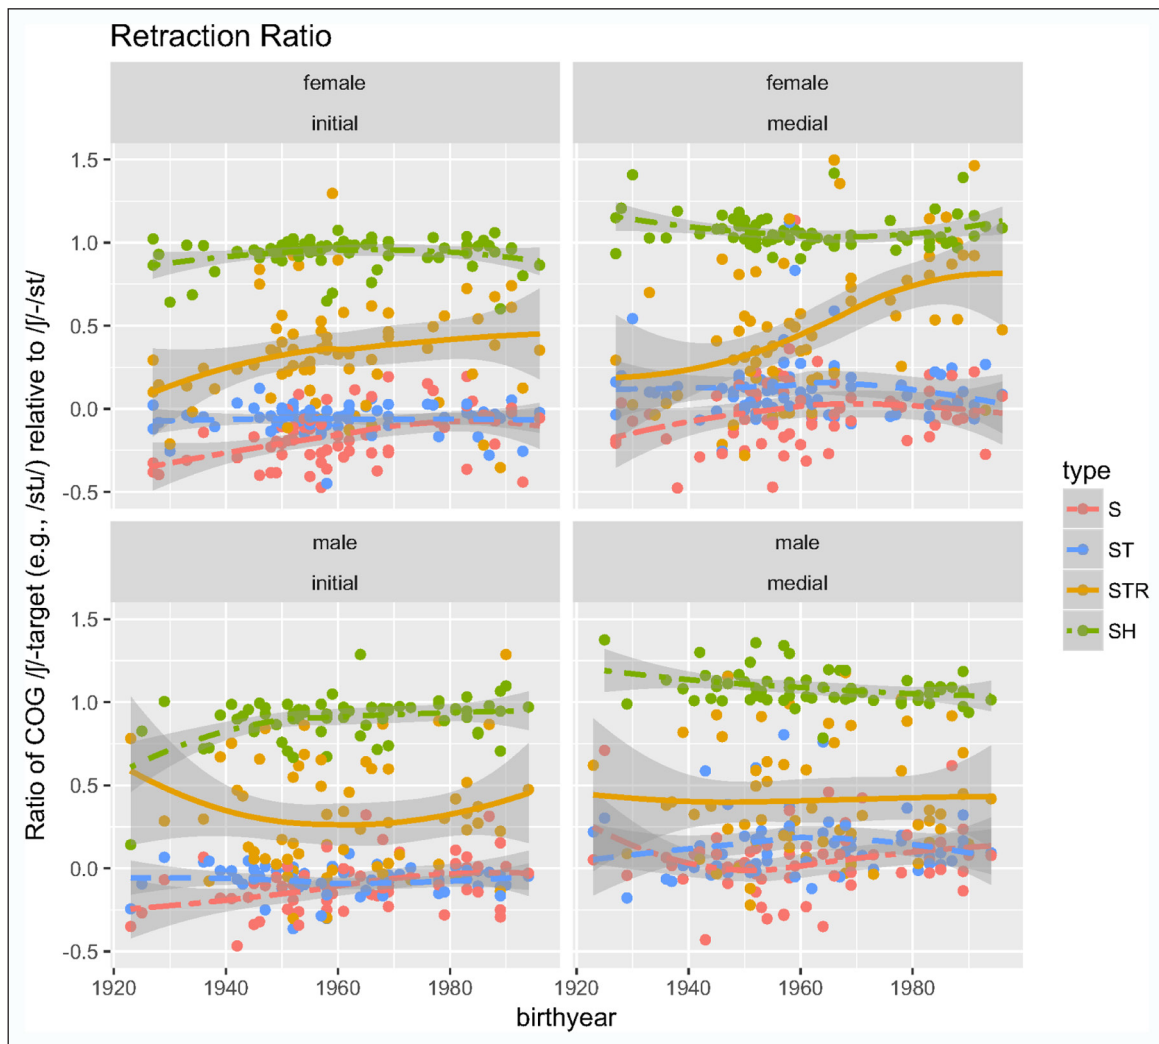 Retraction Ratio
female
initial
female
medial
1.5
1.0
0.5
0.0
-0.5
male
initial
male
medial
1.5
1.0
0.5
0.0
-0.5
1920
1940
1960
1980
1920
1940
1960
1980
birthyear
Ratio of COG /ʃ/-target (e.g., /stɹ/) relative to /ʃ/-/st/
type
S
ST
STR
SH